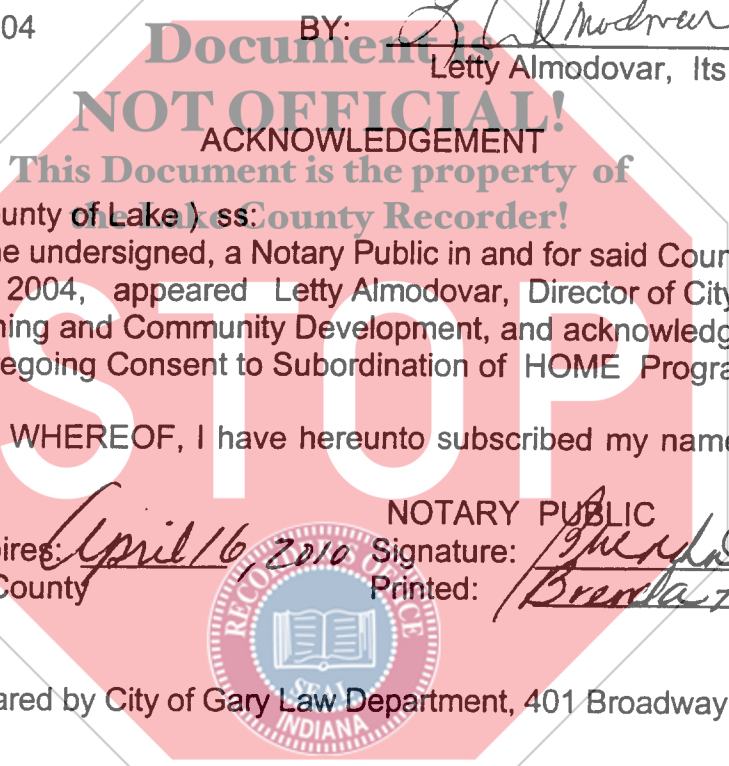 04 BY:
Document is
Letty Almodovar, Its
NOT OFFICIAL!
ACKNOWLEDGEMENT
This Document is the property of
ounty of Lake ) ss:
the Lake County Recorder!
e undersigned, a Notary Public in and for said Coun
2004, appeared Letty Almodovar, Director of City
ning and Community Development, and acknowledg
egoing Consent to Subordination of HOME Progra
STOP
WHEREOF, I have hereunto subscribed my name
NOTARY PUBLIC
ires: April 16, 2010 Signature:
County Printed: Brenda
RECORDER'S OFFICE
SEAL
INDIANA
ared by City of Gary Law Department, 401 Broadway